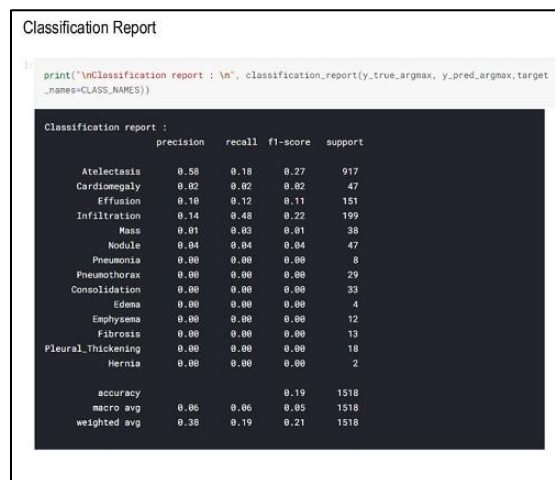 Classification Report
print("\nClassification report : \n", classification_report(y_true_argmax, y_pred_argmax,target
_names=CLASS_NAMES))
Classification report :
precision recall f1-score support
Atelectasis 0.58 0.18 0.27 917
Cardiomegaly 0.02 0.02 0.02 47
Effusion 0.10 0.12 0.11 151
Infiltration 0.14 0.48 0.22 199
Mass 0.01 0.03 0.01 38
Nodule 0.04 0.04 0.04 47
Pneumonia 0.00 0.00 0.00 8
Pneumothorax 0.00 0.00 0.00 29
Consolidation 0.00 0.00 0.00 33
Edema 0.00 0.00 0.00 4
Emphysema 0.00 0.00 0.00 12
Fibrosis 0.00 0.00 0.00 13
Pleural_Thickening 0.00 0.00 0.00 18
Hernia 0.00 0.00 0.00 2
accuracy 0.19 1518
macro avg 0.06 0.06 0.05 1518
weighted avg 0.38 0.19 0.21 1518